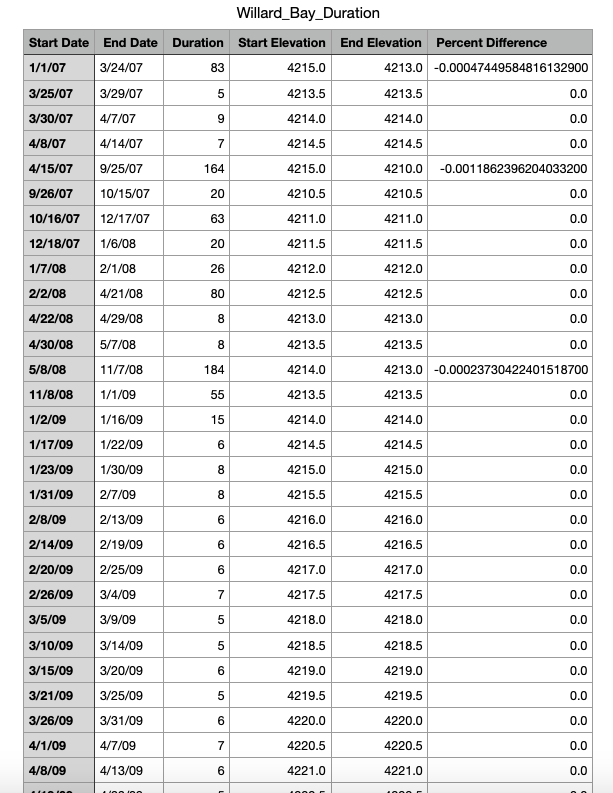 Willard_Bay_Duration
Start Date End Date Duration Start Elevation End Elevation Percent Difference
1/1/07 3/24/07 83 4215.0 4213.0 -0.00047449584816132900
3/25/07 3/29/07 5 4213.5 4213.5 0.0
3/30/07 4/7/07 9 4214.0 4214.0 0.0
4/8/07 4/14/07 7 4214.5 4214.5 0.0
4/15/07 9/25/07 164 4215.0 4210.0 -0.0011862396204033200
9/26/07 10/15/07 20 4210.5 4210.5 0.0
10/16/07 12/17/07 63 4211.0 4211.0 0.0
12/18/07 1/6/08 20 4211.5 4211.5 0.0
1/7/08 2/1/08 26 4212.0 4212.0 0.0
2/2/08 4/21/08 80 4212.5 4212.5 0.0
4/22/08 4/29/08 8 4213.0 4213.0 0.0
4/30/08 5/7/08 8 4213.5 4213.5 0.0
5/8/08 11/7/08 184 4214.0 4213.0 -0.00023730422401518700
11/8/08 1/1/09 55 4213.5 4213.5 0.0
1/2/09 1/16/09 15 4214.0 4214.0 0.0
1/17/09 1/22/09 6 4214.5 4214.5 0.0
1/23/09 1/30/09 8 4215.0 4215.0 0.0
1/31/09 2/7/09 8 4215.5 4215.5 0.0
2/8/09 2/13/09 6 4216.0 4216.0 0.0
2/14/09 2/19/09 6 4216.5 4216.5 0.0
2/20/09 2/25/09 6 4217.0 4217.0 0.0
2/26/09 3/4/09 7 4217.5 4217.5 0.0
3/5/09 3/9/09 5 4218.0 4218.0 0.0
3/10/09 3/14/09 5 4218.5 4218.5 0.0
3/15/09 3/20/09 6 4219.0 4219.0 0.0
3/21/09 3/25/09 5 4219.5 4219.5 0.0
3/26/09 3/31/09 6 4220.0 4220.0 0.0
4/1/09 4/7/09 7 4220.5 4220.5 0.0
4/8/09 4/13/09 6 4221.0 4221.0 0.0